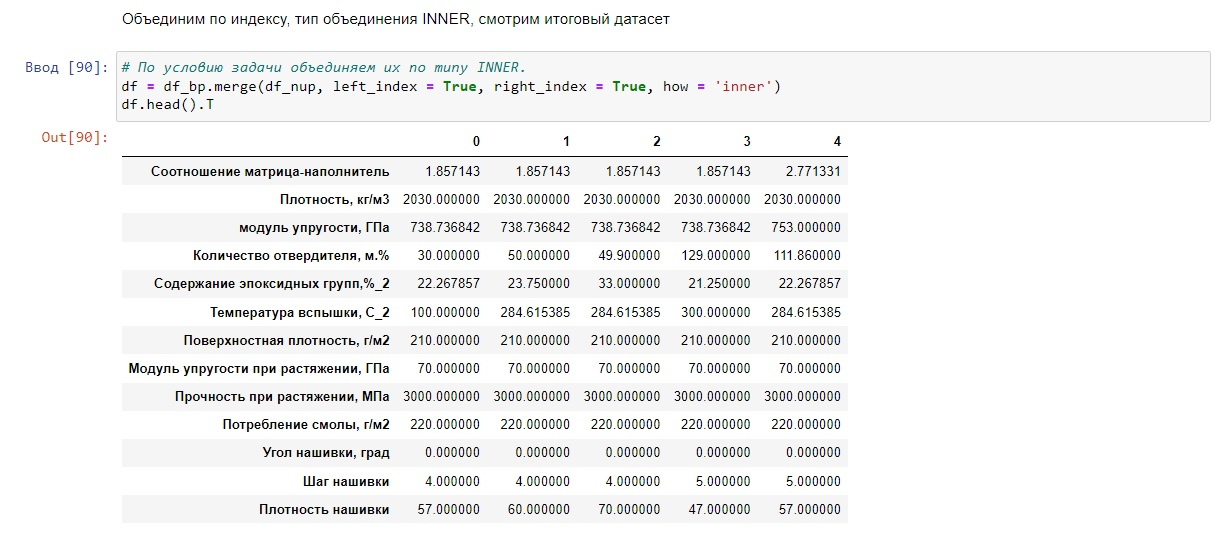 Объединим по индексу, тип объединения INNER, смотрим итоговый датасет
Ввод [90]: # По условию задачи объединяем их по типу INNER.
df = df_bp.merge(df_nup, left_index = True, right_index = True, how = 'inner')
df.head().T
Out[90]:
0 1 2 3 4
Соотношение матрица-наполнитель 1.857143 1.857143 1.857143 1.857143 2.771331
Плотность, кг/м3 2030.000000 2030.000000 2030.000000 2030.000000 2030.000000
модуль упругости, ГПа 738.736842 738.736842 738.736842 738.736842 753.000000
Количество отвердителя, м.% 30.000000 50.000000 49.900000 129.000000 111.860000
Содержание эпоксидных групп,%_2 22.267857 23.750000 33.000000 21.250000 22.267857
Температура вспышки, С_2 100.000000 284.615385 284.615385 300.000000 284.615385
Поверхностная плотность, г/м2 210.000000 210.000000 210.000000 210.000000 210.000000
Модуль упругости при растяжении, ГПа 70.000000 70.000000 70.000000 70.000000 70.000000
Прочность при растяжении, МПа 3000.000000 3000.000000 3000.000000 3000.000000 3000.000000
Потребление смолы, г/м2 220.000000 220.000000 220.000000 220.000000 220.000000
Угол нашивки, град 0.000000 0.000000 0.000000 0.000000 0.000000
Шаг нашивки 4.000000 4.000000 4.000000 5.000000 5.000000
Плотность нашивки 57.000000 60.000000 70.000000 47.000000 57.000000